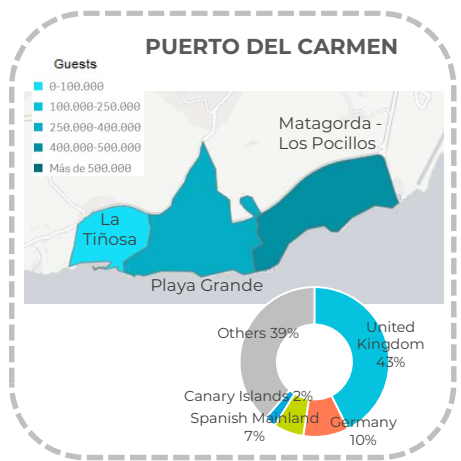 PUERTO DEL CARMEN
Guests
0-100.000
100.000-250.000
250.000-400.000
400.000-500.000
Más de 500.000
Matagorda -
Los Pocillos
La
Tiñosa
Playa Grande
Others 39%
United
Kingdom
43%
Canary Islands 2%
Spanish Mainland
7%
Germany
10%